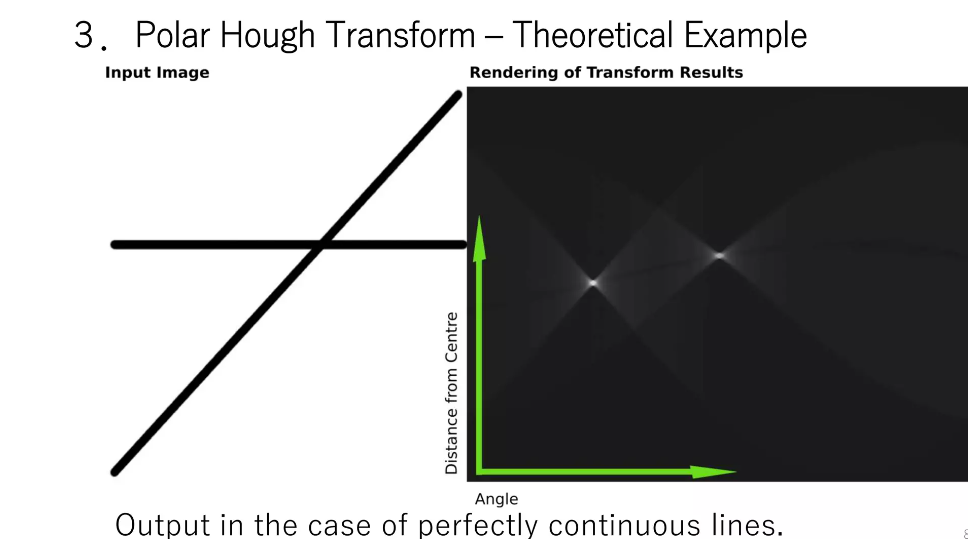 3. Polar Hough Transform – Theoretical Example
Input Image
Rendering of Transform Results
Distance from Centre
Angle
Output in the case of perfectly continuous lines.